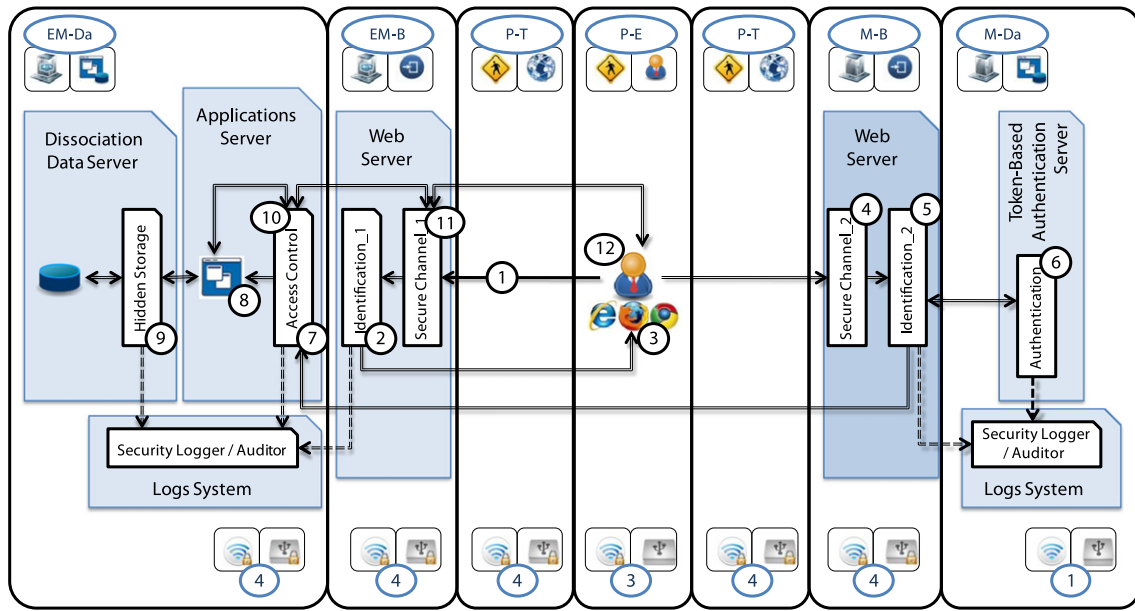 EM-Da
EM-B
P-T
P-E
P-T
M-B
M-Da
Dissociation
Data Server
Applications
Server
Web
Server
Web
Server
Token-Based
Authentication
Server
10
11
12
4
5
6
Hidden Storage
Access Control
Identification_1
Secure Channel_1
1
Secure Channel_2
Identification_2
Authentication
8
9
7
2
3
Security Logger / Auditor
Logs System
Security Logger
/ Auditor
Logs System
4
4
4
3
4
4
1